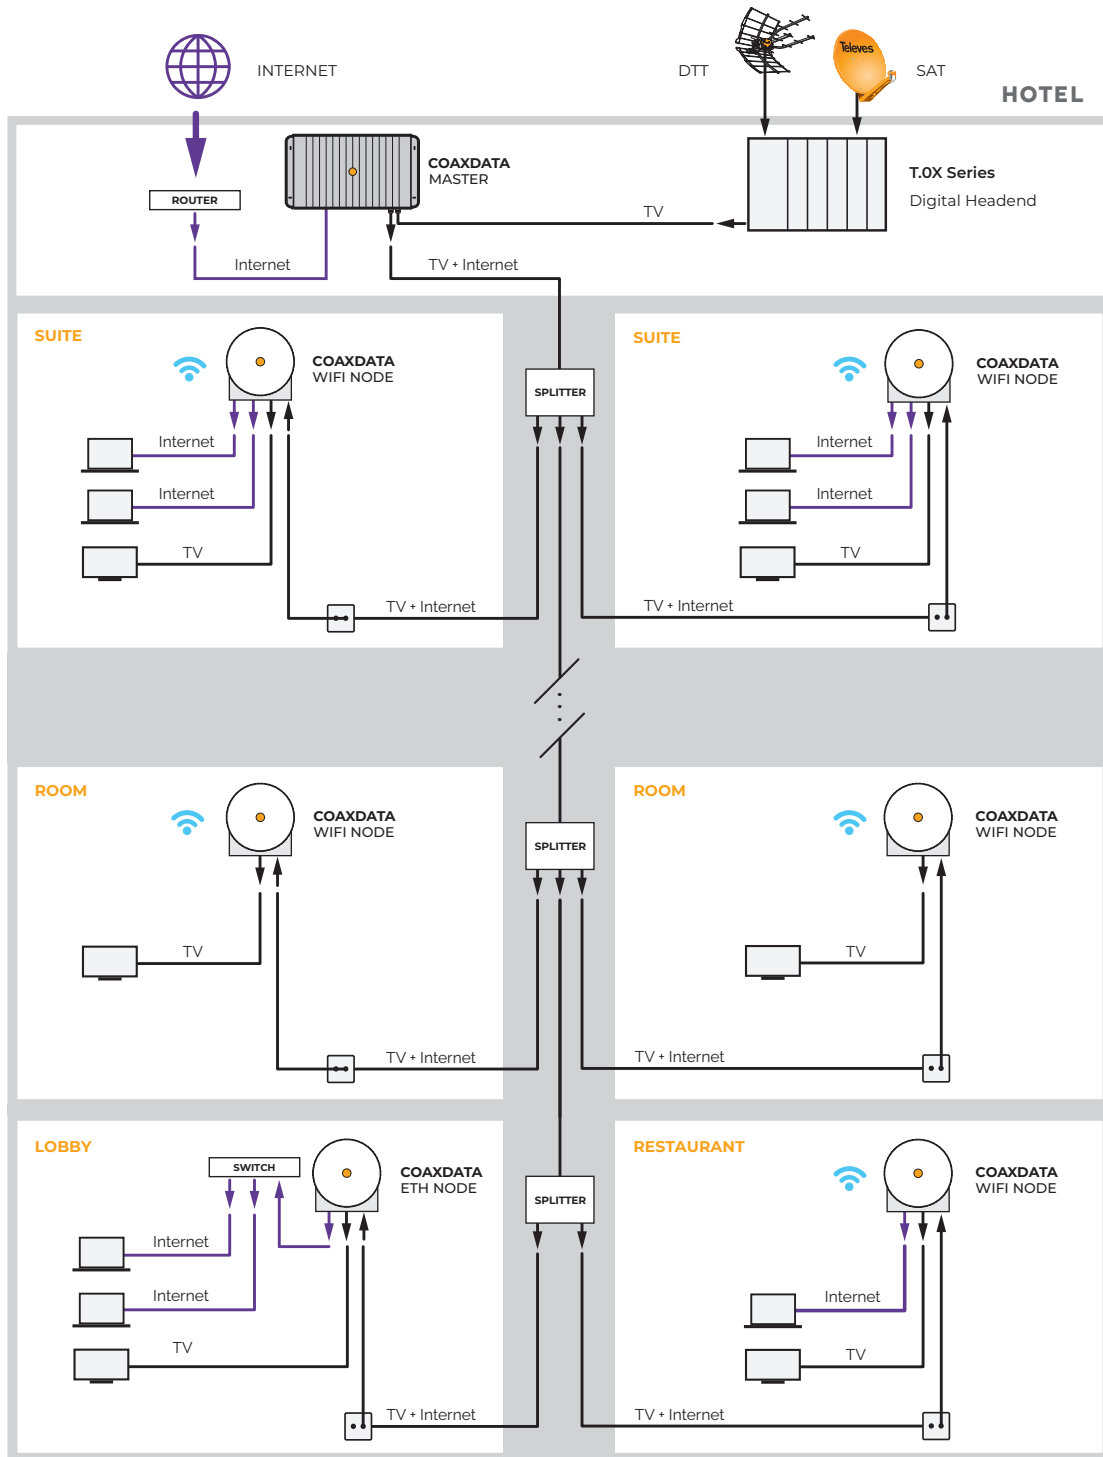 INTERNET
DTT
Televes
SAT
HOTEL
COAXDATA
MASTER
T.0X Series
Digital Headend
ROUTER
TV
Internet
TV + Internet
SUITE
COAXDATA
WIFI NODE
Internet
Internet
TV
TV + Internet
SPLITTER
SUITE
COAXDATA
WIFI NODE
Internet
Internet
TV
TV + Internet
ROOM
COAXDATA
WIFI NODE
TV
TV + Internet
SPLITTER
ROOM
COAXDATA
WIFI NODE
TV
TV + Internet
LOBBY
SWITCH
COAXDATA
ETH NODE
Internet
Internet
TV
TV + Internet
SPLITTER
RESTAURANT
COAXDATA
WIFI NODE
Internet
TV
TV + Internet